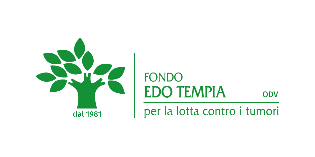 FONDO
EDO TEMPIA ODV
per la lotta contro i tumori
dal 1981